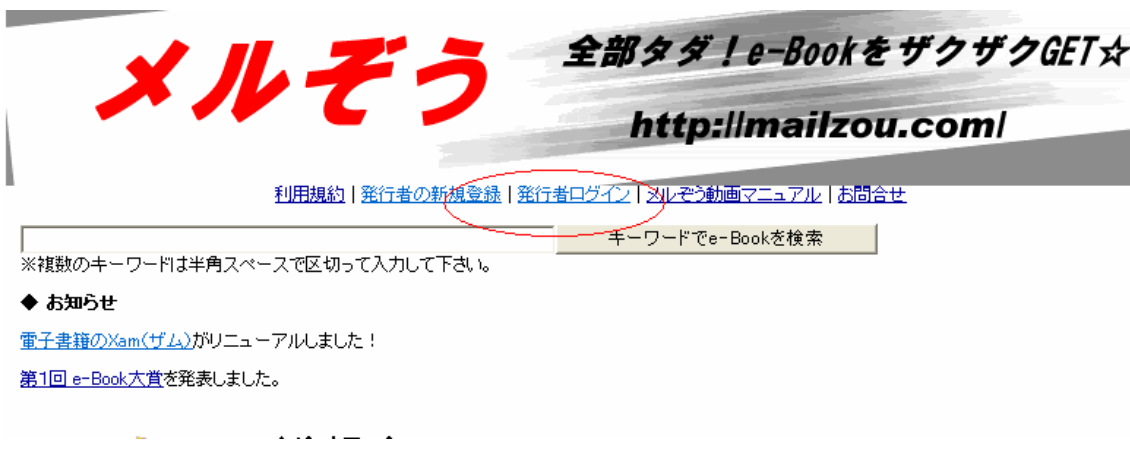 メルぞう
全部タダ！e-BookをザクザクGET☆
http://mailzou.com/
利用規約 | 発行者の新規登録 | 発行者ログイン | メルぞう動画マニュアル | お問合せ
キーワードでe-Bookを検索
※複数のキーワードは半角スペースで区切って入力して下さい。
◆ お知らせ
電子書籍のXam(ザム)がリニューアルしました！
第1回 e-Book大賞を発表しました。